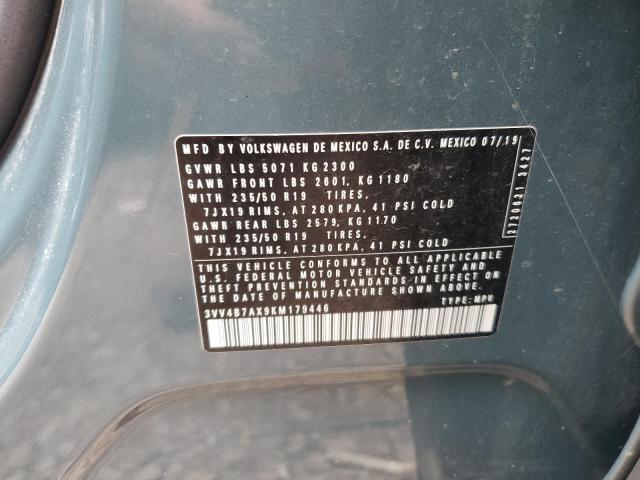 MFD BY VOLKSWAGEN DE MEXICO S.A. DE C.V. MEXICO 07/19
GVWR LBS 5071 KG 2300
GAWR FRONT LBS 2601, KG 1180
WITH 235/50 R19 TIRES,
7JX19 RIMS, AT 280 KPA, 41 PSI COLD
GAWR REAR LBS 2579, KG 1170
WITH 235/50 R19 TIRES,
7JX19 RIMS, AT 280 KPA, 41 PSI COLD
THIS VEHICLE CONFORMS TO ALL APPLICABLE
U.S. FEDERAL MOTOR VEHICLE SAFETY AND
THEFT PREVENTION STANDARDS IN EFFECT ON
THE DATE OF MANUFACTURE SHOWN ABOVE.
3VV4B7AX9KM179446 TYPE: MPV
2720821 3427